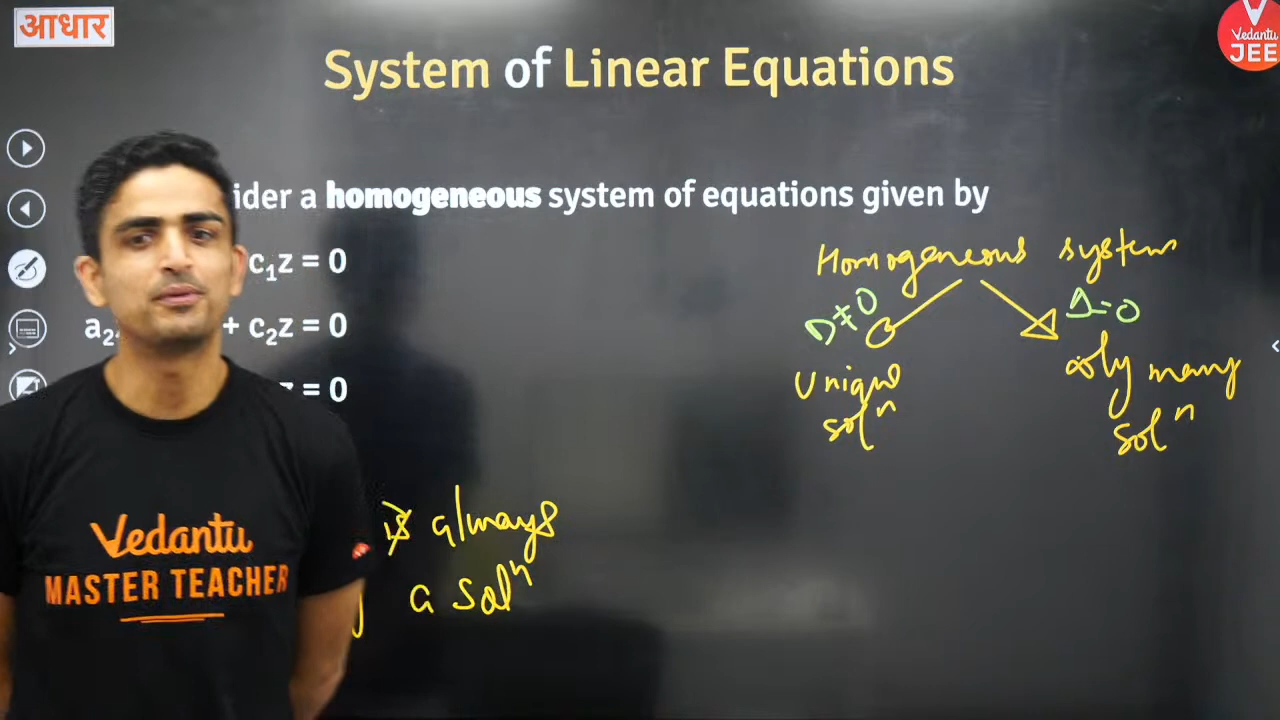 आधार
Vedantu
JEE
System of Linear Equations
ider a homogeneous system of equations given by
c₁z = 0
a₂ + c₂z = 0
z = 0
Homogeneous system
D≠0
Δ=0
Unique
solⁿ
∞ly many
solⁿ
is always
a solⁿ
Vedantu
MASTER TEACHER